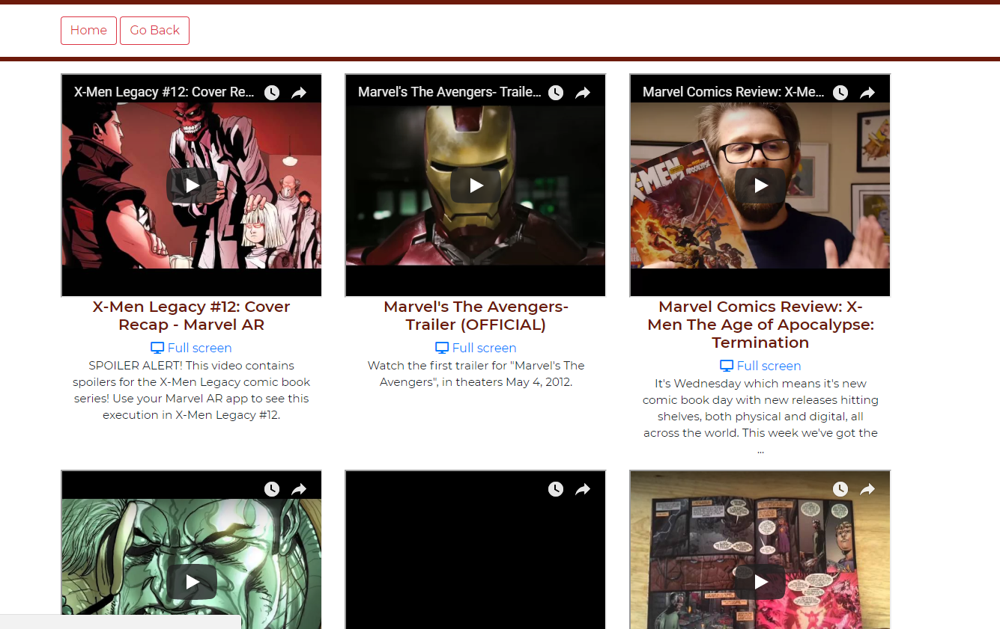 Home Go Back
X-Men Legacy #12: Cover Re...
Marvel's The Avengers- Traile...
Marvel Comics Review: X-Me...
X-MEN
APOCALYPSE
X-Men Legacy #12: Cover
Recap - Marvel AR
Full screen
SPOILER ALERT! This video contains
spoilers for the X-Men Legacy comic book
series! Use your Marvel AR app to see this
execution in X-Men Legacy #12.
Marvel's The Avengers-
Trailer (OFFICIAL)
Full screen
Watch the first trailer for "Marvel's The
Avengers", in theaters May 4, 2012.
Marvel Comics Review: X-
Men The Age of Apocalypse:
Termination
Full screen
It's Wednesday which means it's new
comic book day with new releases hitting
shelves, both physical and digital, all
across the world. This week we've got the
...